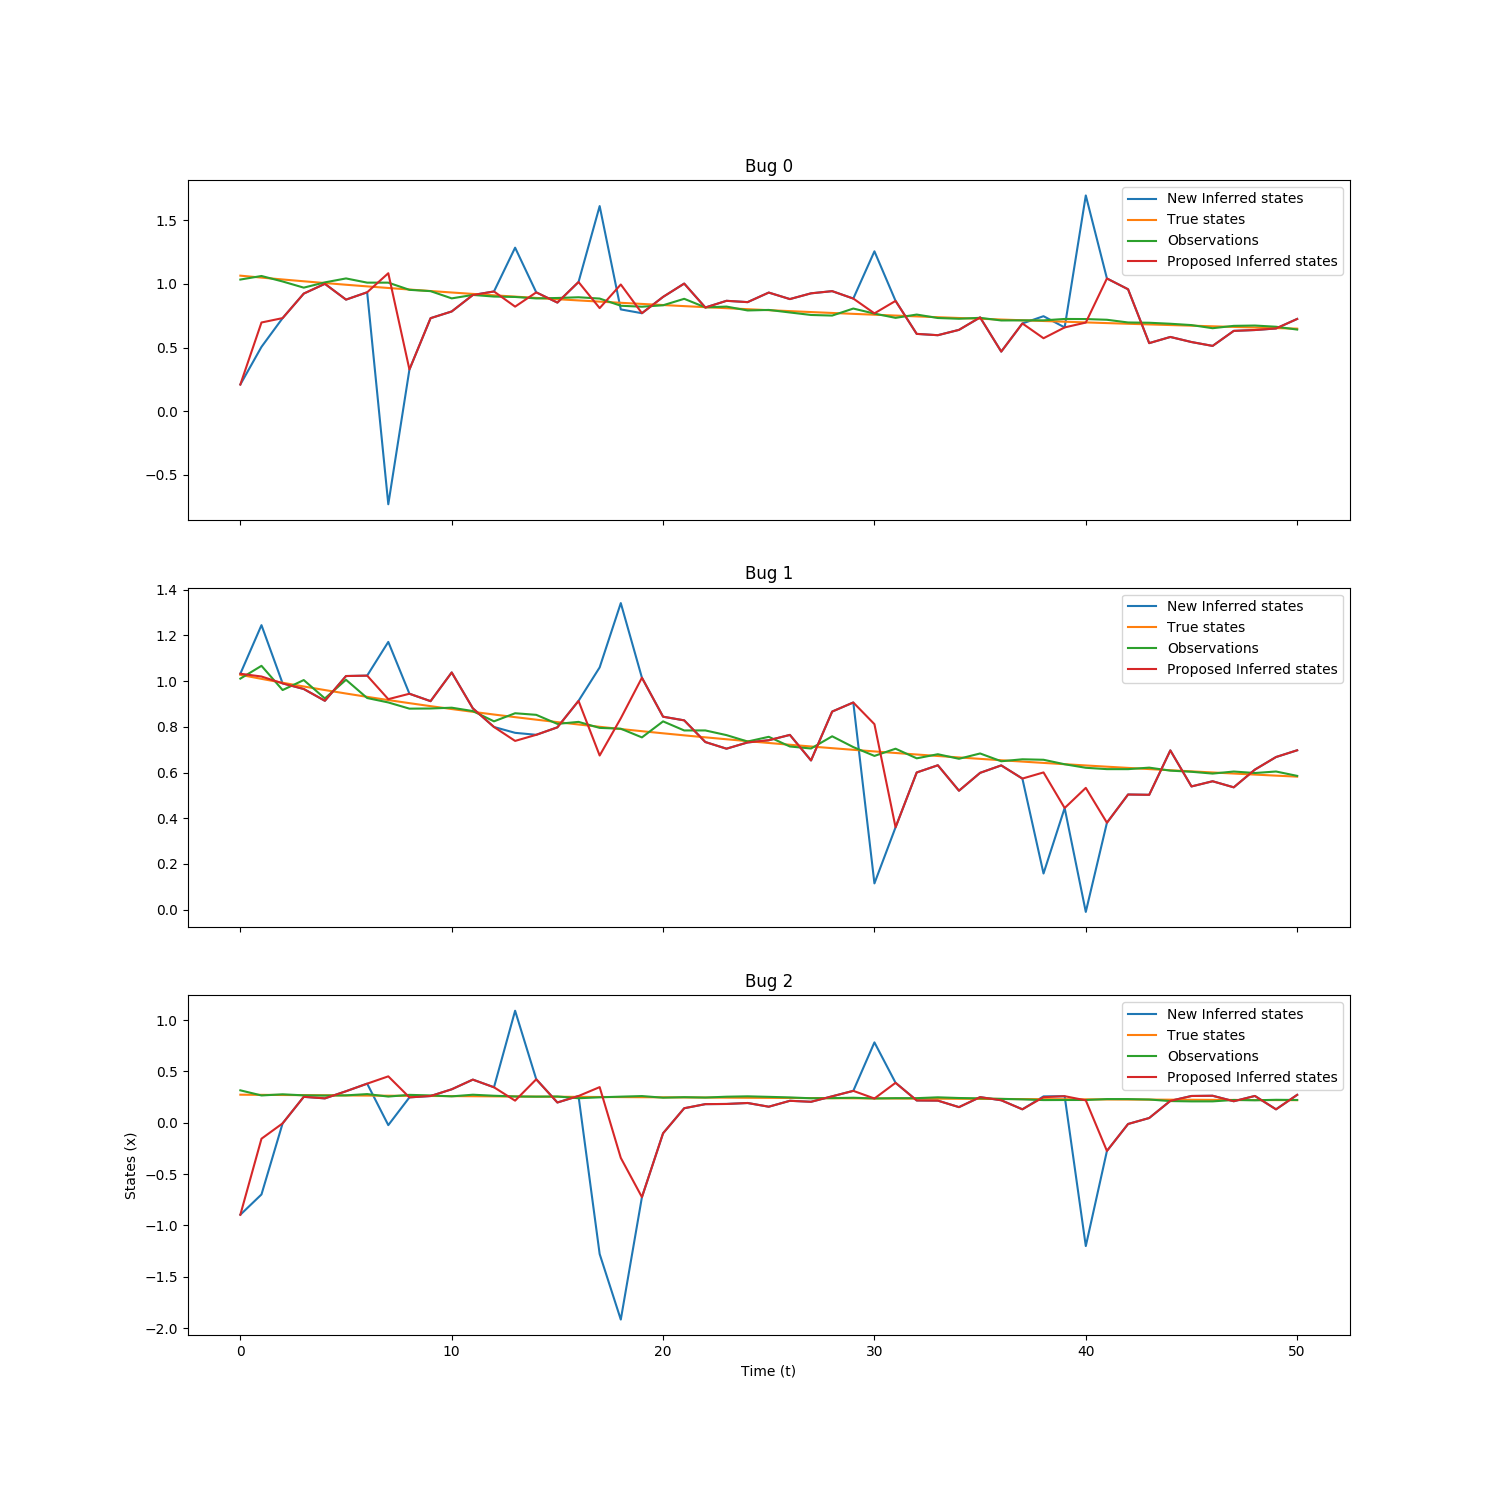 Bug 0
1.5
1.0
0.5
0.0
−0.5
New Inferred states
True states
Observations
Proposed Inferred states
Bug 1
1.4
1.2
1.0
0.8
0.6
0.4
0.2
0.0
New Inferred states
True states
Observations
Proposed Inferred states
Bug 2
1.0
0.5
0.0
−0.5
−1.0
−1.5
−2.0
States (x)
New Inferred states
True states
Observations
Proposed Inferred states
0 10 20 30 40 50
Time (t)